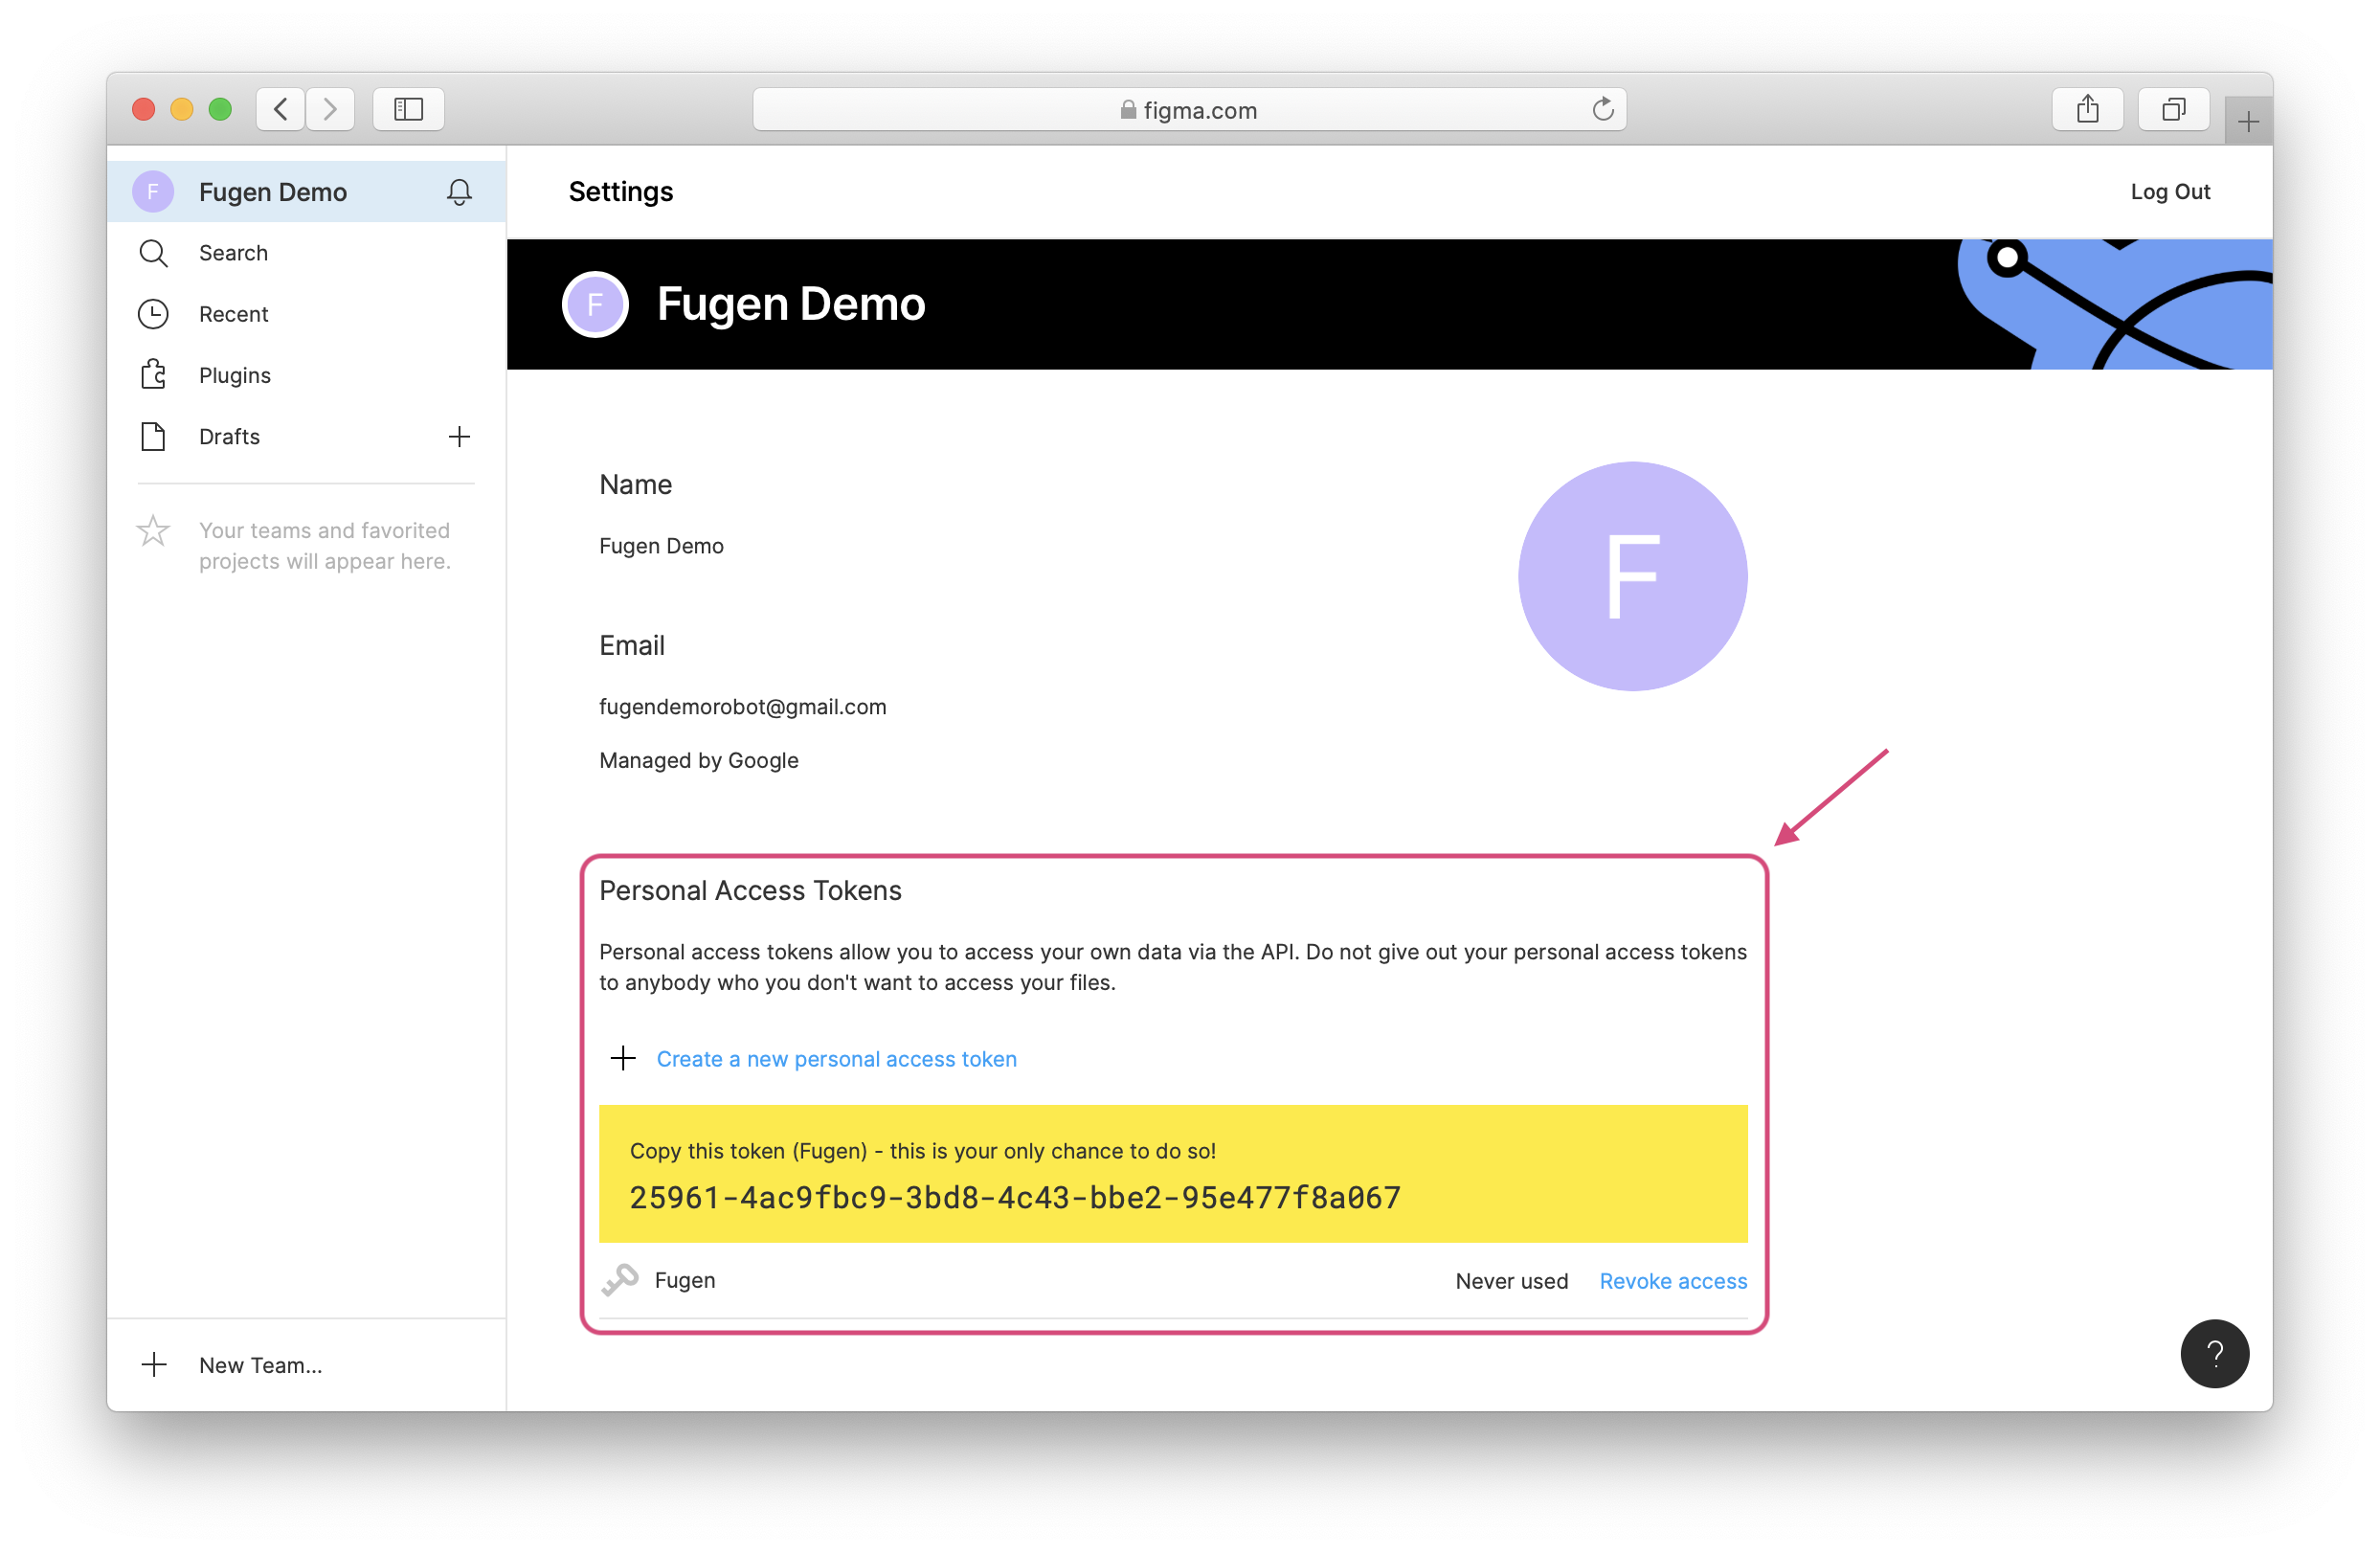 figma.com
F Fugen Demo
Search
Recent
Plugins
Drafts
Your teams and favorited
projects will appear here.
New Team...
Settings
Log Out
F Fugen Demo
Name
Fugen Demo
F
Email
fugendemorobot@gmail.com
Managed by Google
Personal Access Tokens
Personal access tokens allow you to access your own data via the API. Do not give out your personal access tokens
to anybody who you don't want to access your files.
Create a new personal access token
Copy this token (Fugen) - this is your only chance to do so!
25961-4ac9fbc9-3bd8-4c43-bbe2-95e477f8a067
Fugen
Never used
Revoke access
?